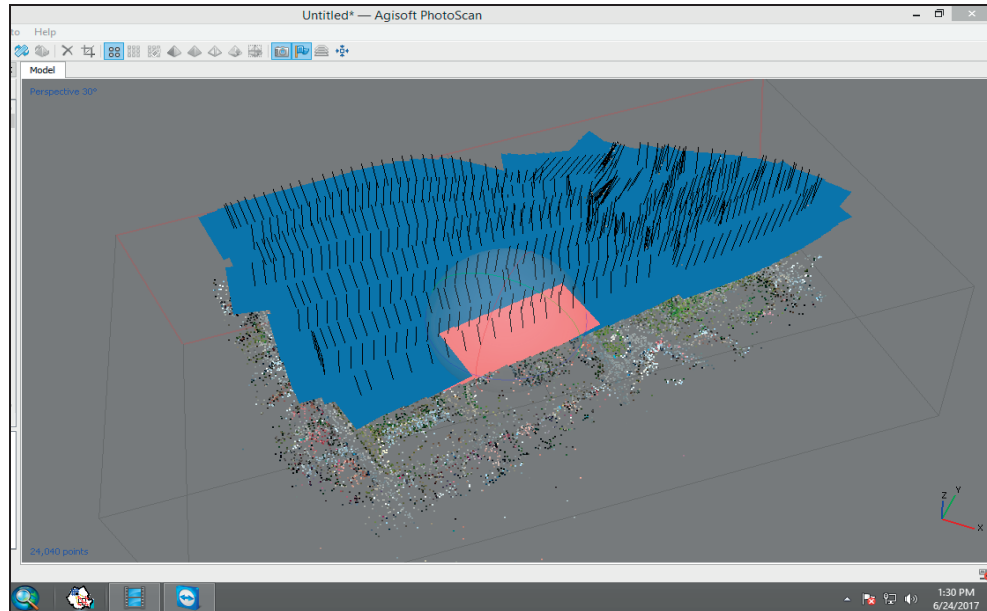 Untitled* — Agisoft PhotoScan
to Help
Model
Perspective 30°
Z
Y
X
24,040 points
1:30 PM
6/24/2017